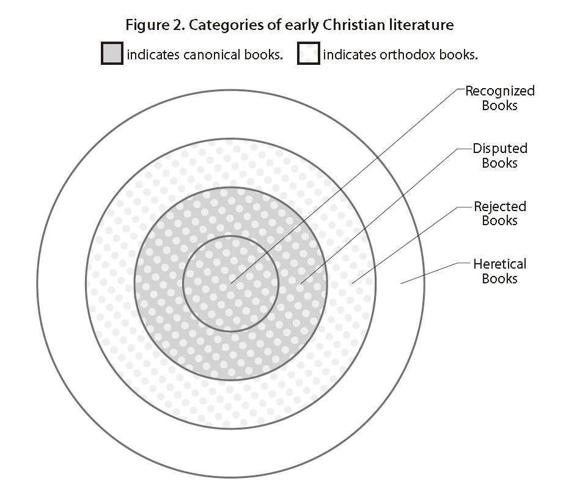 Figure 2. Categories of early Christian literature
indicates canonical books. indicates orthodox books.
Recognized
Books
Disputed
Books
Rejected
Books
Heretical
Books